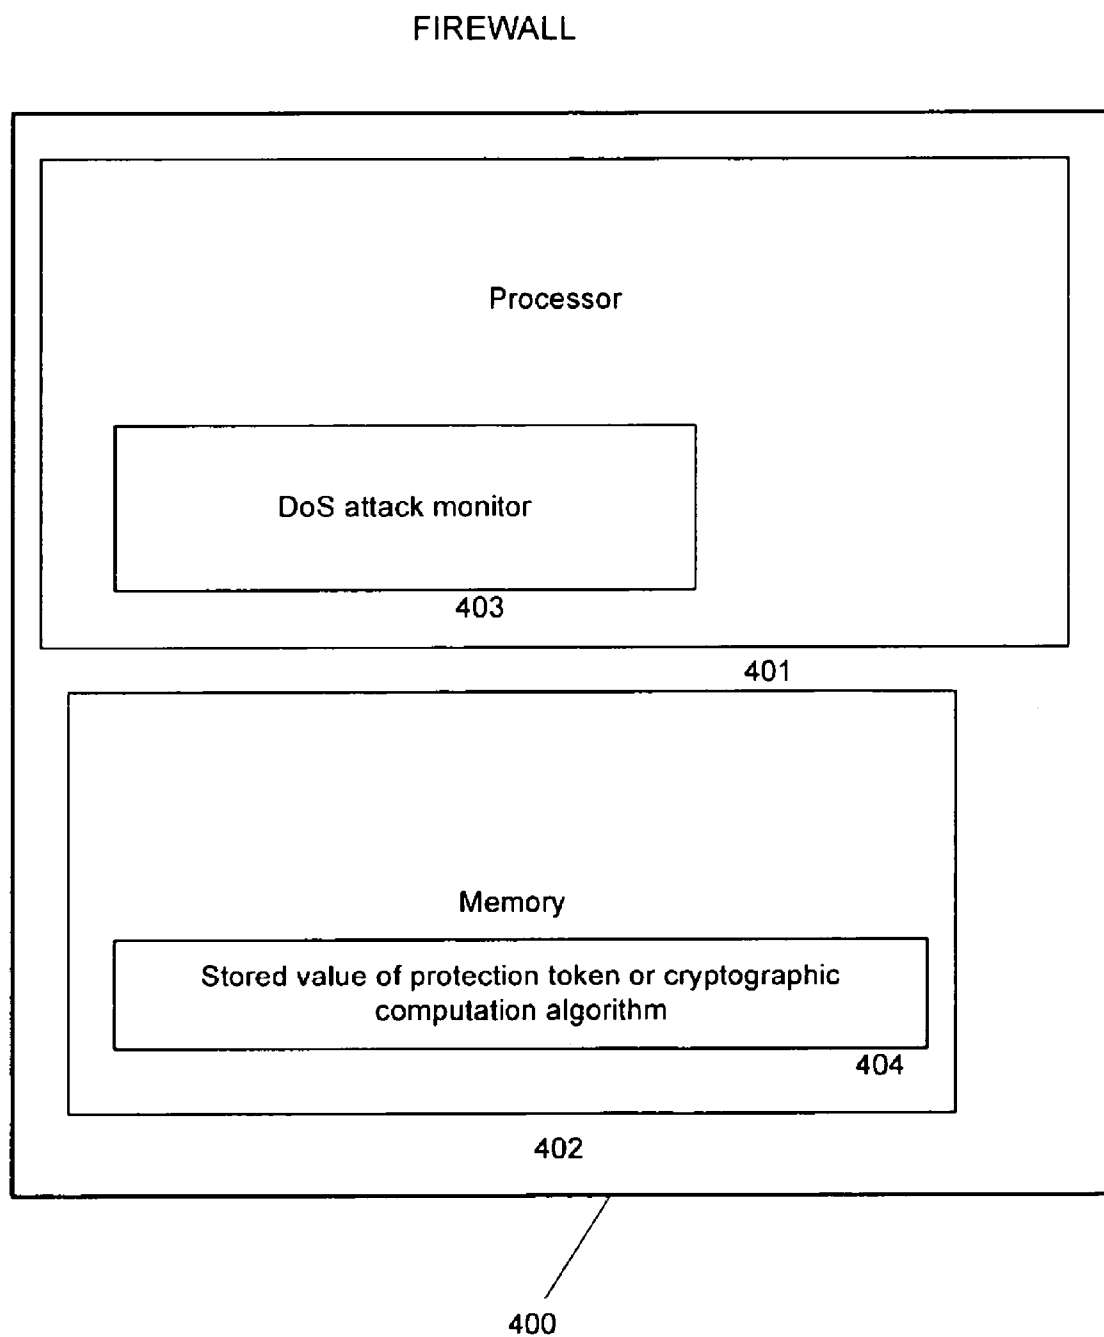 FIREWALL
Processor
DoS attack monitor
403
401
Memory
Stored value of protection token or cryptographic
computation algorithm
404
402
400